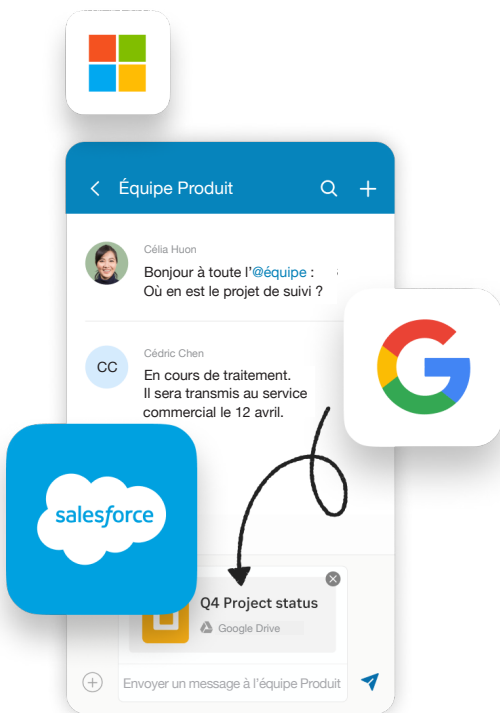 Équipe Produit
Célia Huon
Bonjour à toute l’@équipe :
Où en est le projet de suivi ?
Cédric Chen
CC
En cours de traitement.
Il sera transmis au service
commercial le 12 avril.
salesforce
Q4 Project status
Google Drive
Envoyer un message à l’équipe Produit